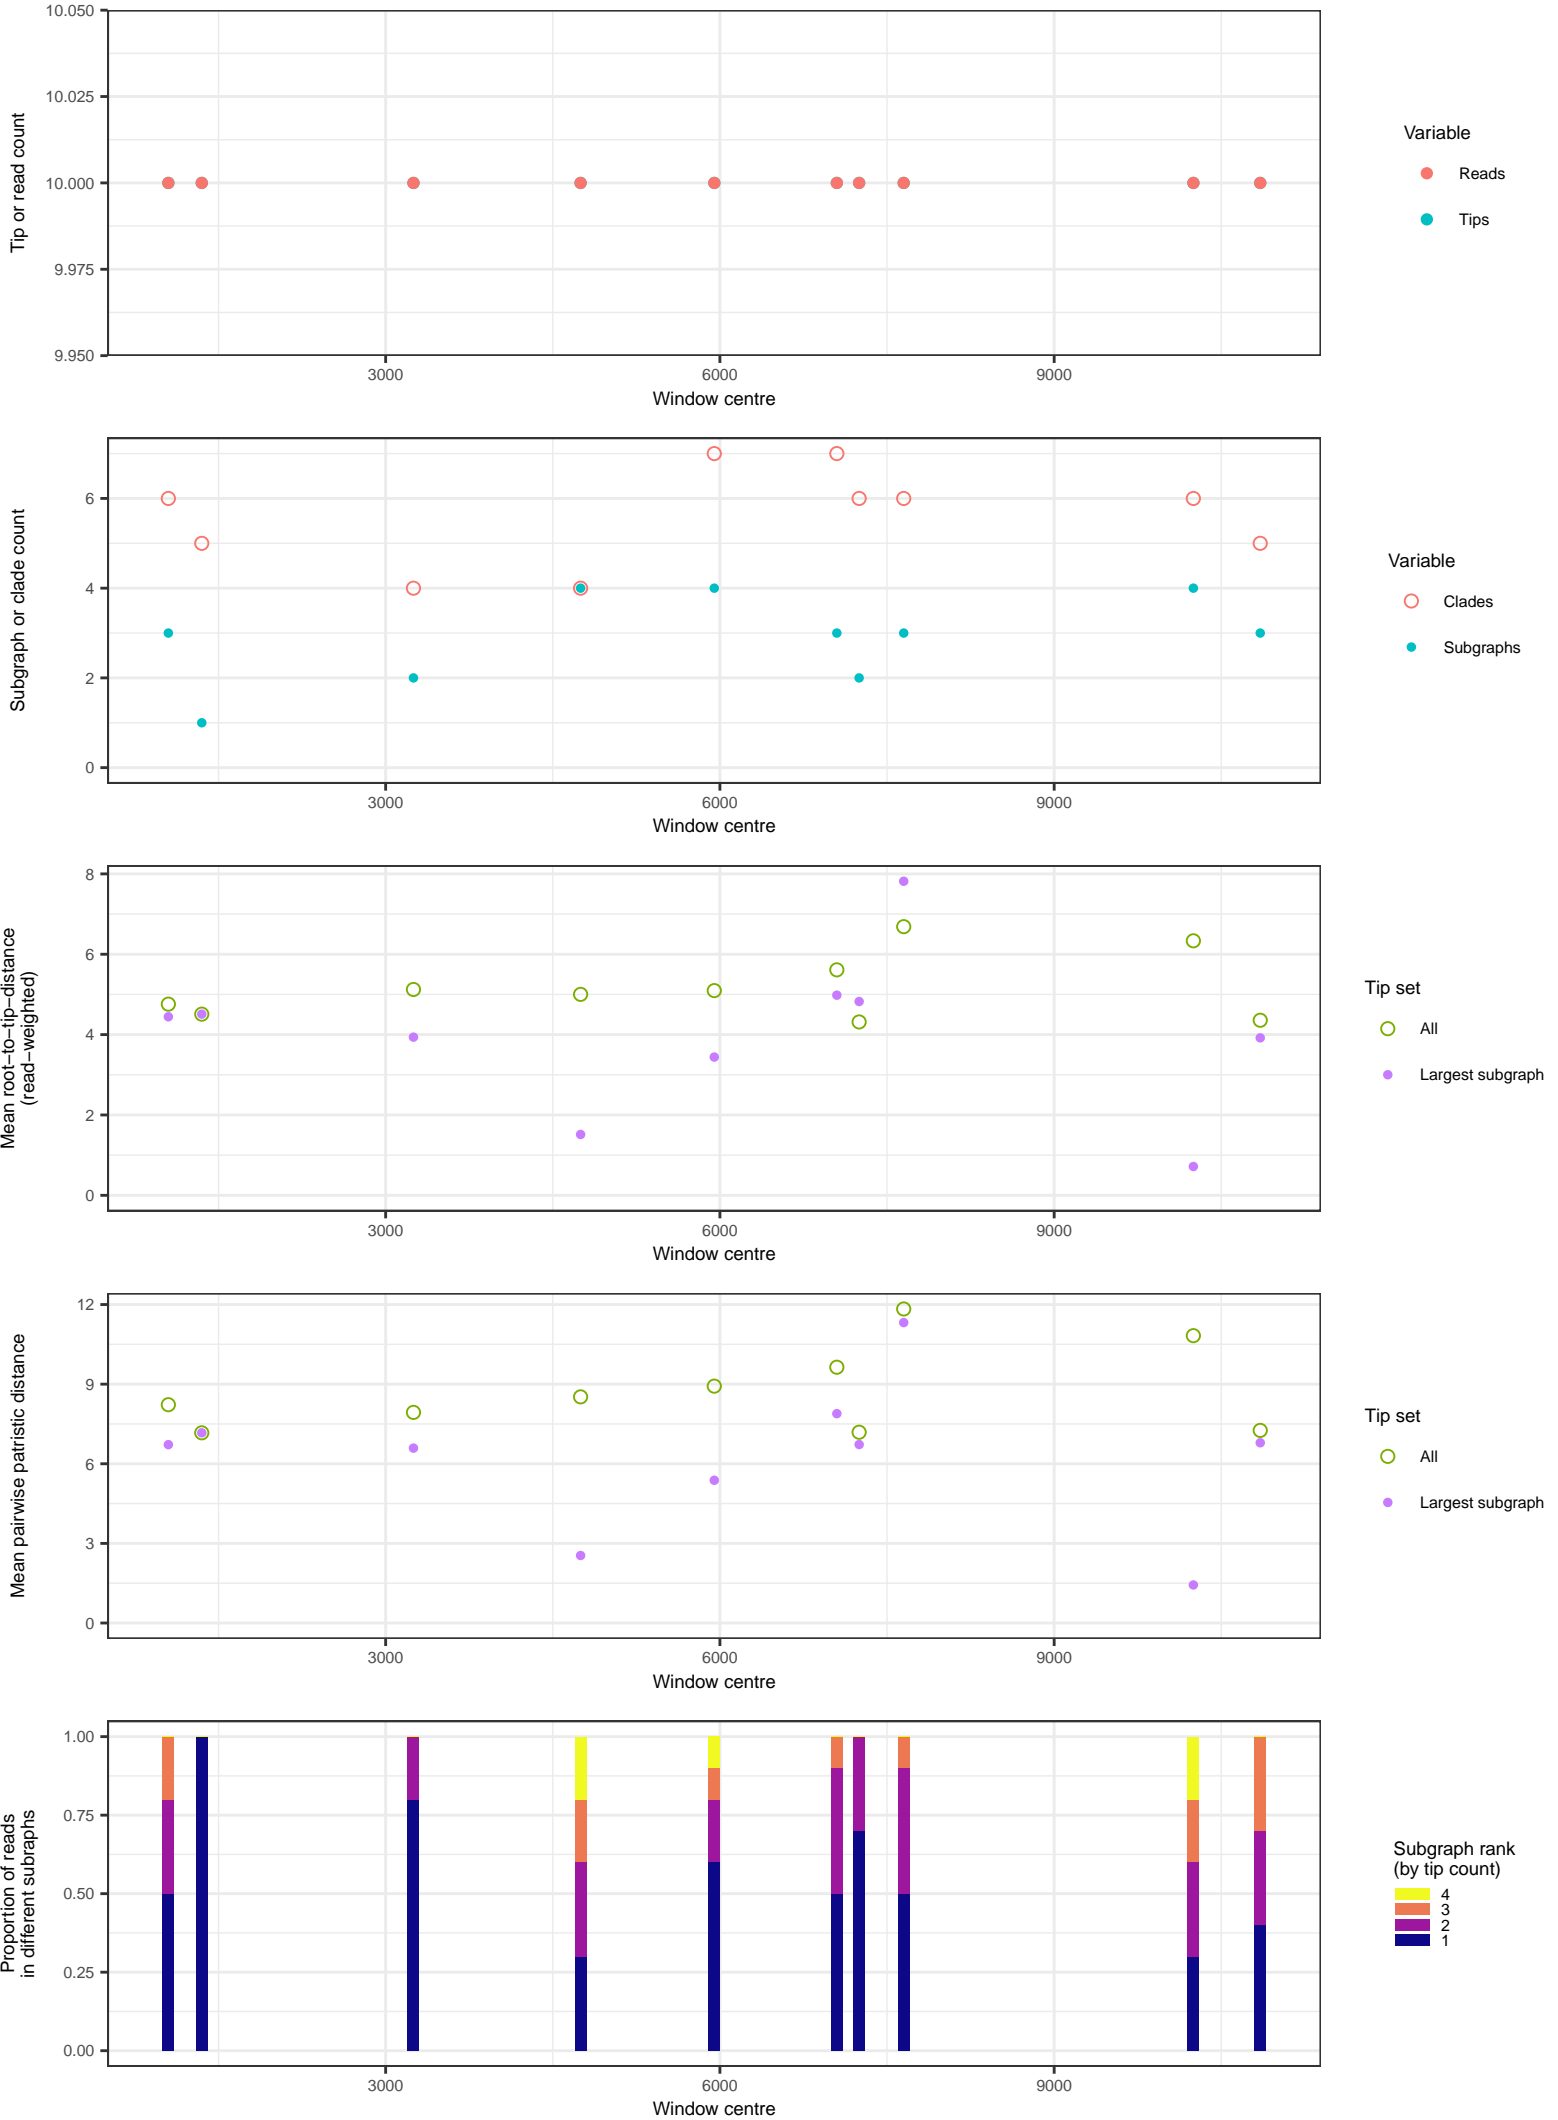 10.050
10.025
10.000
9.975
9.950
Tip or read count
3000
6000
9000
Window centre
Variable
Reads
Tips
6
4
2
0
Subgraph or clade count
3000
6000
9000
Window centre
Variable
Clades
Subgraphs
8
6
4
2
0
Mean root−to−tip−distance
(read−weighted)
3000
6000
9000
Window centre
Tip set
All
Largest subgraph
12
9
6
3
0
Mean pairwise patristic distance
3000
6000
9000
Window centre
Tip set
All
Largest subgraph
1.00
0.75
0.50
0.25
0.00
Proportion of reads
in different subraphs
3000
6000
9000
Window centre
Subgraph rank
(by tip count)
4
3
2
1